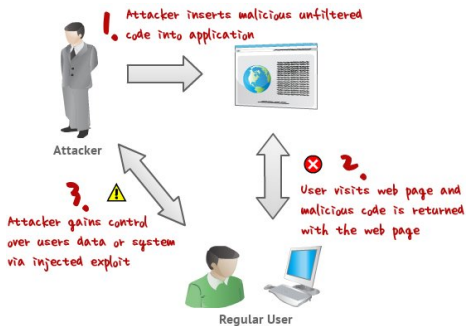 1. Attacker inserts malicious unfiltered
code into application
Attacker
2.
User visits web page and
malicious code is returned
with the web page
3.
Attacker gains control
over users data or system
via injected exploit
Regular User